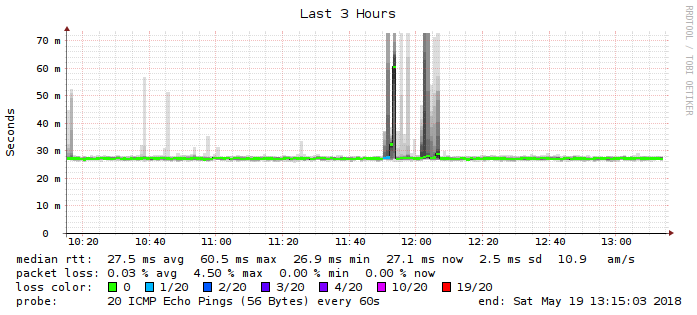 Last 3 Hours
RRDTOOL / TOBI OETIKER
Seconds
70 m
60 m
50 m
40 m
30 m
20 m
10 m
0
10:20 10:40 11:00 11:20 11:40 12:00 12:20 12:40 13:00
median rtt: 27.5 ms avg 60.5 ms max 26.9 ms min 27.1 ms now 2.5 ms sd 10.9 am/s
packet loss: 0.03 % avg 4.50 % max 0.00 % min 0.00 % now
loss color: 0 1/20 2/20 3/20 4/20 10/20 19/20
probe: 20 ICMP Echo Pings (56 Bytes) every 60s end: Sat May 19 13:15:03 2018